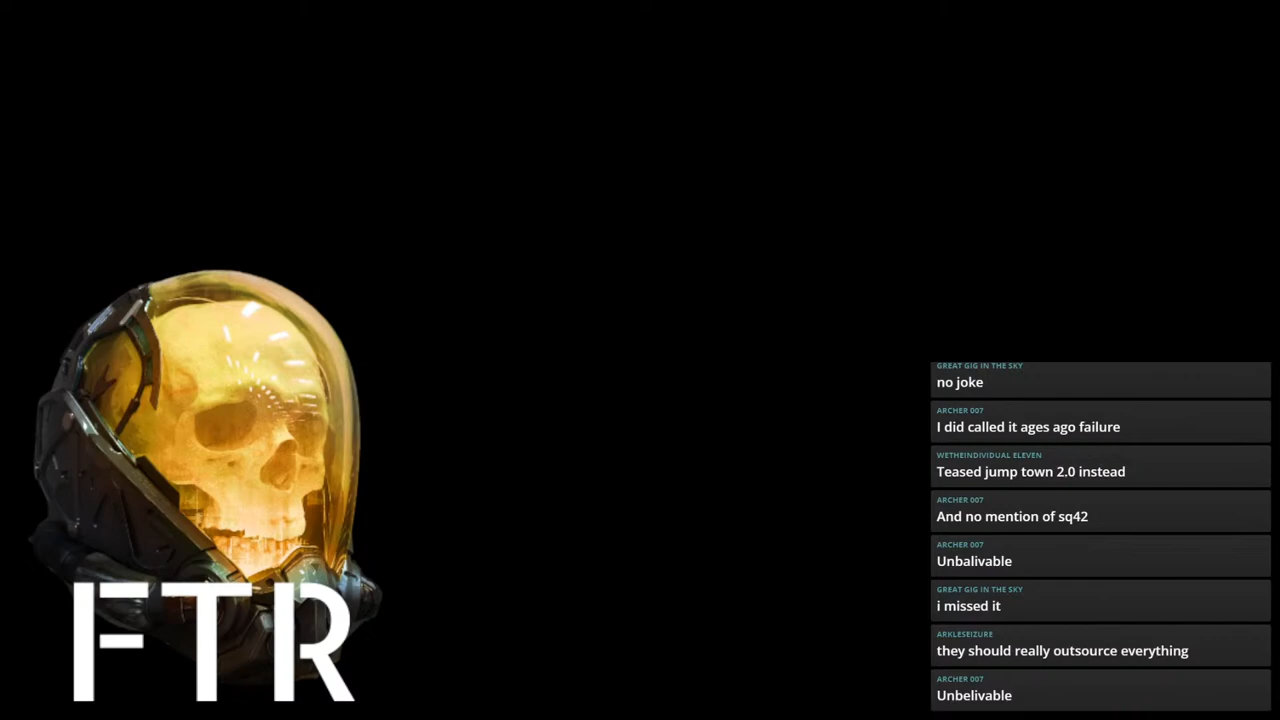 GREAT GIG IN THE SKY
no joke
ARCHER 007
I did called it ages ago failure
WETHEINDIVIDUAL ELEVEN
Teased jump town 2.0 instead
ARCHER 007
And no mention of sq42
ARCHER 007
Unbalivable
GREAT GIG IN THE SKY
i missed it
ARKLESEIZURE
they should really outsource everything
ARCHER 007
Unbelivable
FTR